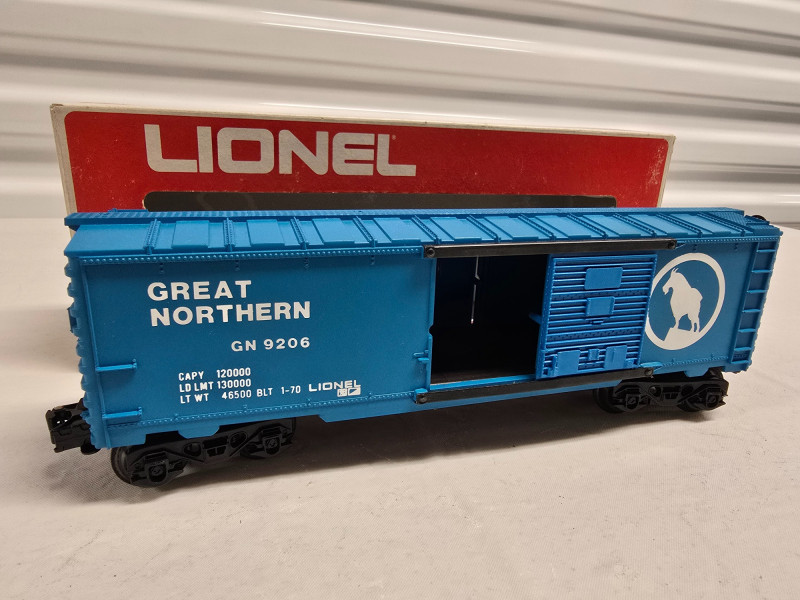 LIONEL
GREAT
NORTHERN
GN 9206
CAPY 120000
LD LMT 130000
LT WT 46500 BLT 1-70 LIONEL